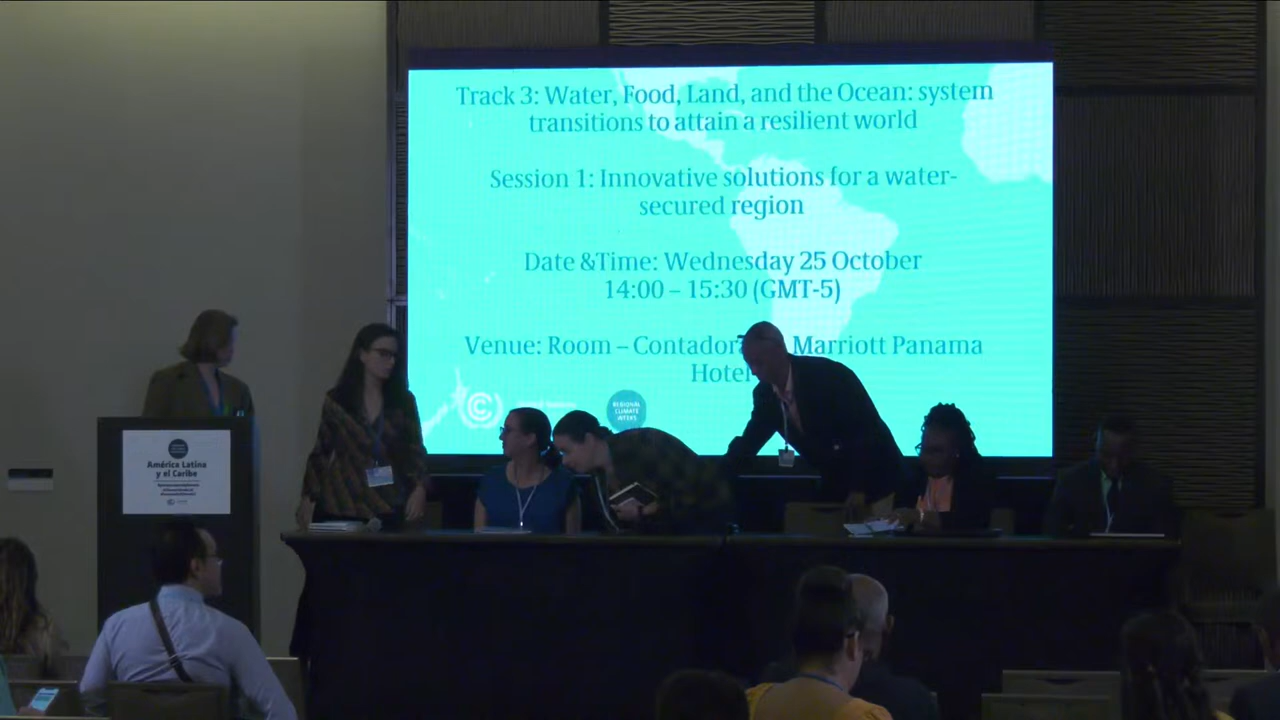 Track 3: Water, Food, Land, and the Ocean: system
transitions to attain a resilient world
Session 1: Innovative solutions for a water-
secured region
Date &Time: Wednesday 25 October
14:00 – 15:30 (GMT-5)
Venue: Room – Contador Marriott Panama
Hotel
REGIONAL
CLIMATE
WEEKS
América Latina
y el Caribe